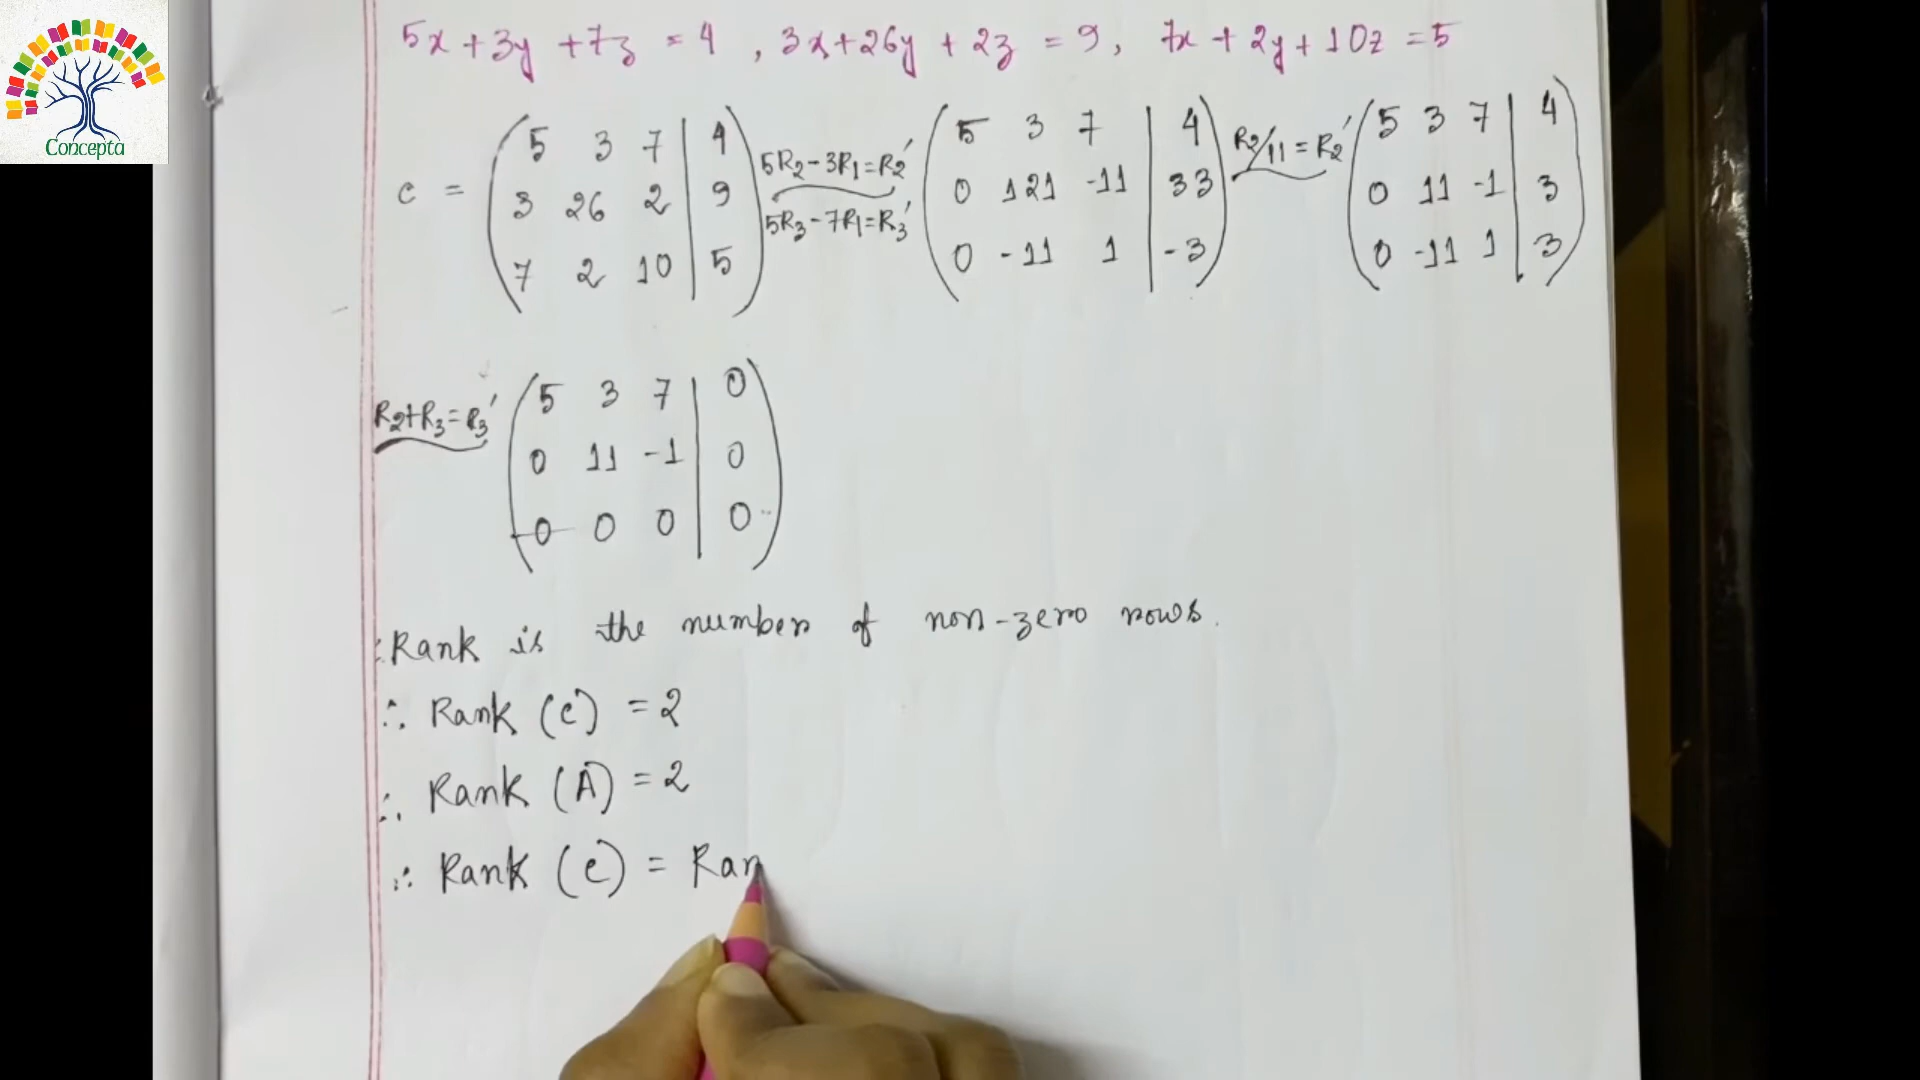 Concepta
5x + 3y + 7z = 4 , 3x + 26y + 2z = 9 , 7x + 2y + 10z = 5
C = ( 5 3 7 | 4 ) 5R2 - 3R1 = R2' ( 5 3 7 | 4 ) R2/11 = R2' ( 5 3 7 | 4 )
( 3 26 2 | 9 ) 5R3 - 7R1 = R3' ( 0 121 -11 | 33 ) ( 0 11 -1 | 3 )
( 7 2 10 | 5 ) ( 0 -11 1 | -3 ) ( 0 -11 1 | 3 )
R2 + R3 = R3' ( 5 3 7 | 0 )
( 0 11 -1 | 0 )
( 0 0 0 | 0 )
Rank is the number of non-zero rows.
∴ Rank (C) = 2
∴ Rank (A) = 2
∴ Rank (C) = Ran